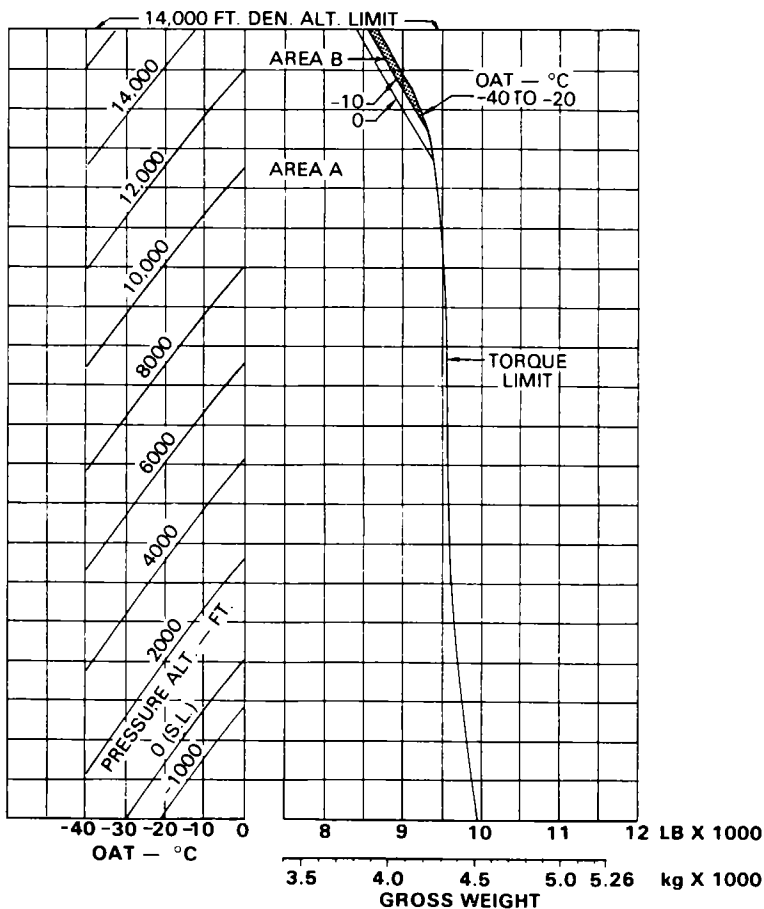 14,000 FT. DEN. ALT. LIMIT
AREA B
OAT — °C
-40 TO -20
-10
0
AREA A
14,000
12,000
10,000
8000
6000
4000
2000
PRESSURE ALT. — FT.
0 (S.L.)
-1000
TORQUE
LIMIT
-40 -30 -20 -10 0
OAT — °C
8 9 10 11 12 LB X 1000
3.5 4.0 4.5 5.0 5.26 kg X 1000
GROSS WEIGHT